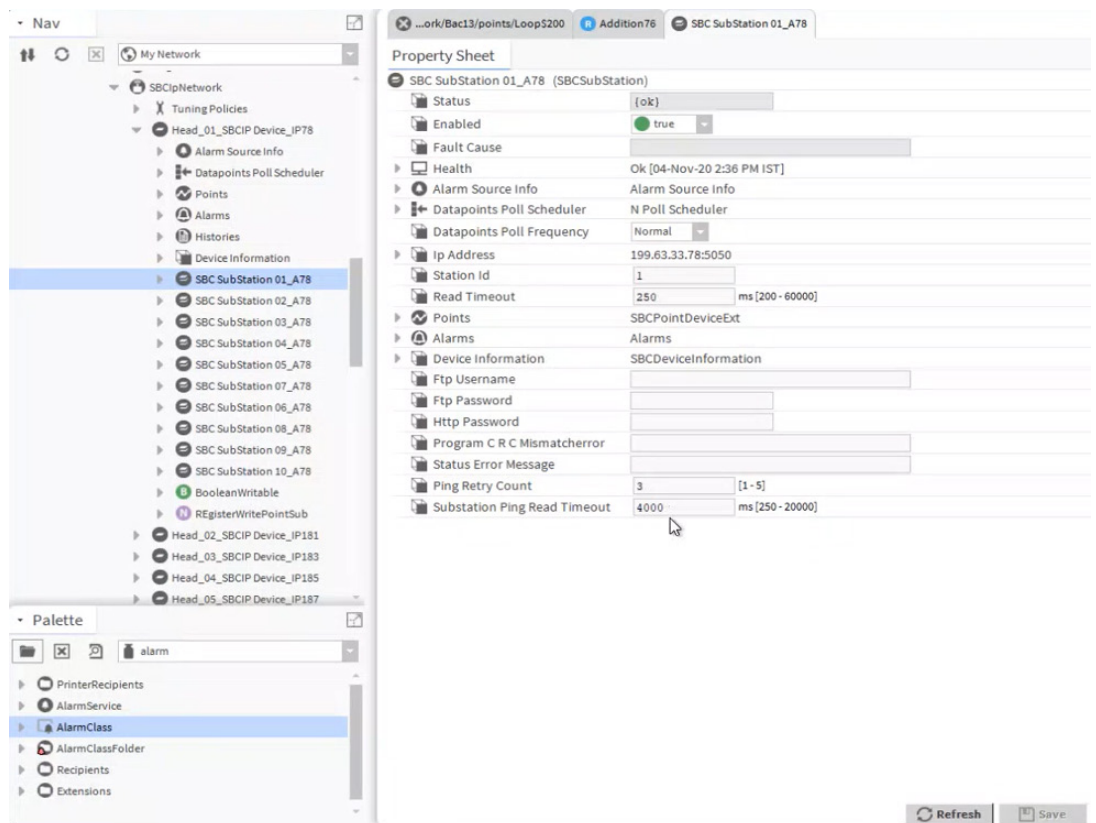 Nav
My Network
SBCIpNetwork
Tuning Policies
Head_01_SBCIP Device_IP78
Alarm Source Info
Datapoints Poll Scheduler
Points
Alarms
Histories
Device Information
SBC SubStation 01_A78
SBC SubStation 02_A78
SBC SubStation 03_A78
SBC SubStation 04_A78
SBC SubStation 05_A78
SBC SubStation 07_A78
SBC SubStation 06_A78
SBC SubStation 08_A78
SBC SubStation 09_A78
SBC SubStation 10_A78
B BooleanWritable
N REgisterWritePointSub
Head_02_SBCIP Device_IP181
Head_03_SBCIP Device_IP183
Head_04_SBCIP Device_IP185
Head_05_SBCIP Device_IP187
Palette
alarm
PrinterRecipients
AlarmService
AlarmClass
AlarmClassFolder
Recipients
Extensions
...ork/Bac13/points/Loop$200 R Addition76 SBC SubStation 01_A78
Property Sheet
SBC SubStation 01_A78 (SBCSubStation)
Status {ok}
Enabled true
Fault Cause
Health Ok [04-Nov-20 2:36 PM IST]
Alarm Source Info Alarm Source Info
Datapoints Poll Scheduler N Poll Scheduler
Datapoints Poll Frequency Normal
Ip Address 199.63.33.78:5050
Station Id 1
Read Timeout 250 ms [200 - 60000]
Points SBCPointDeviceExt
Alarms Alarms
Device Information SBCDeviceInformation
Ftp Username
Ftp Password
Http Password
Program C R C Mismatcherror
Status Error Message
Ping Retry Count 3 [1 - 5]
Substation Ping Read Timeout 4000 ms [250 - 20000]
Refresh Save